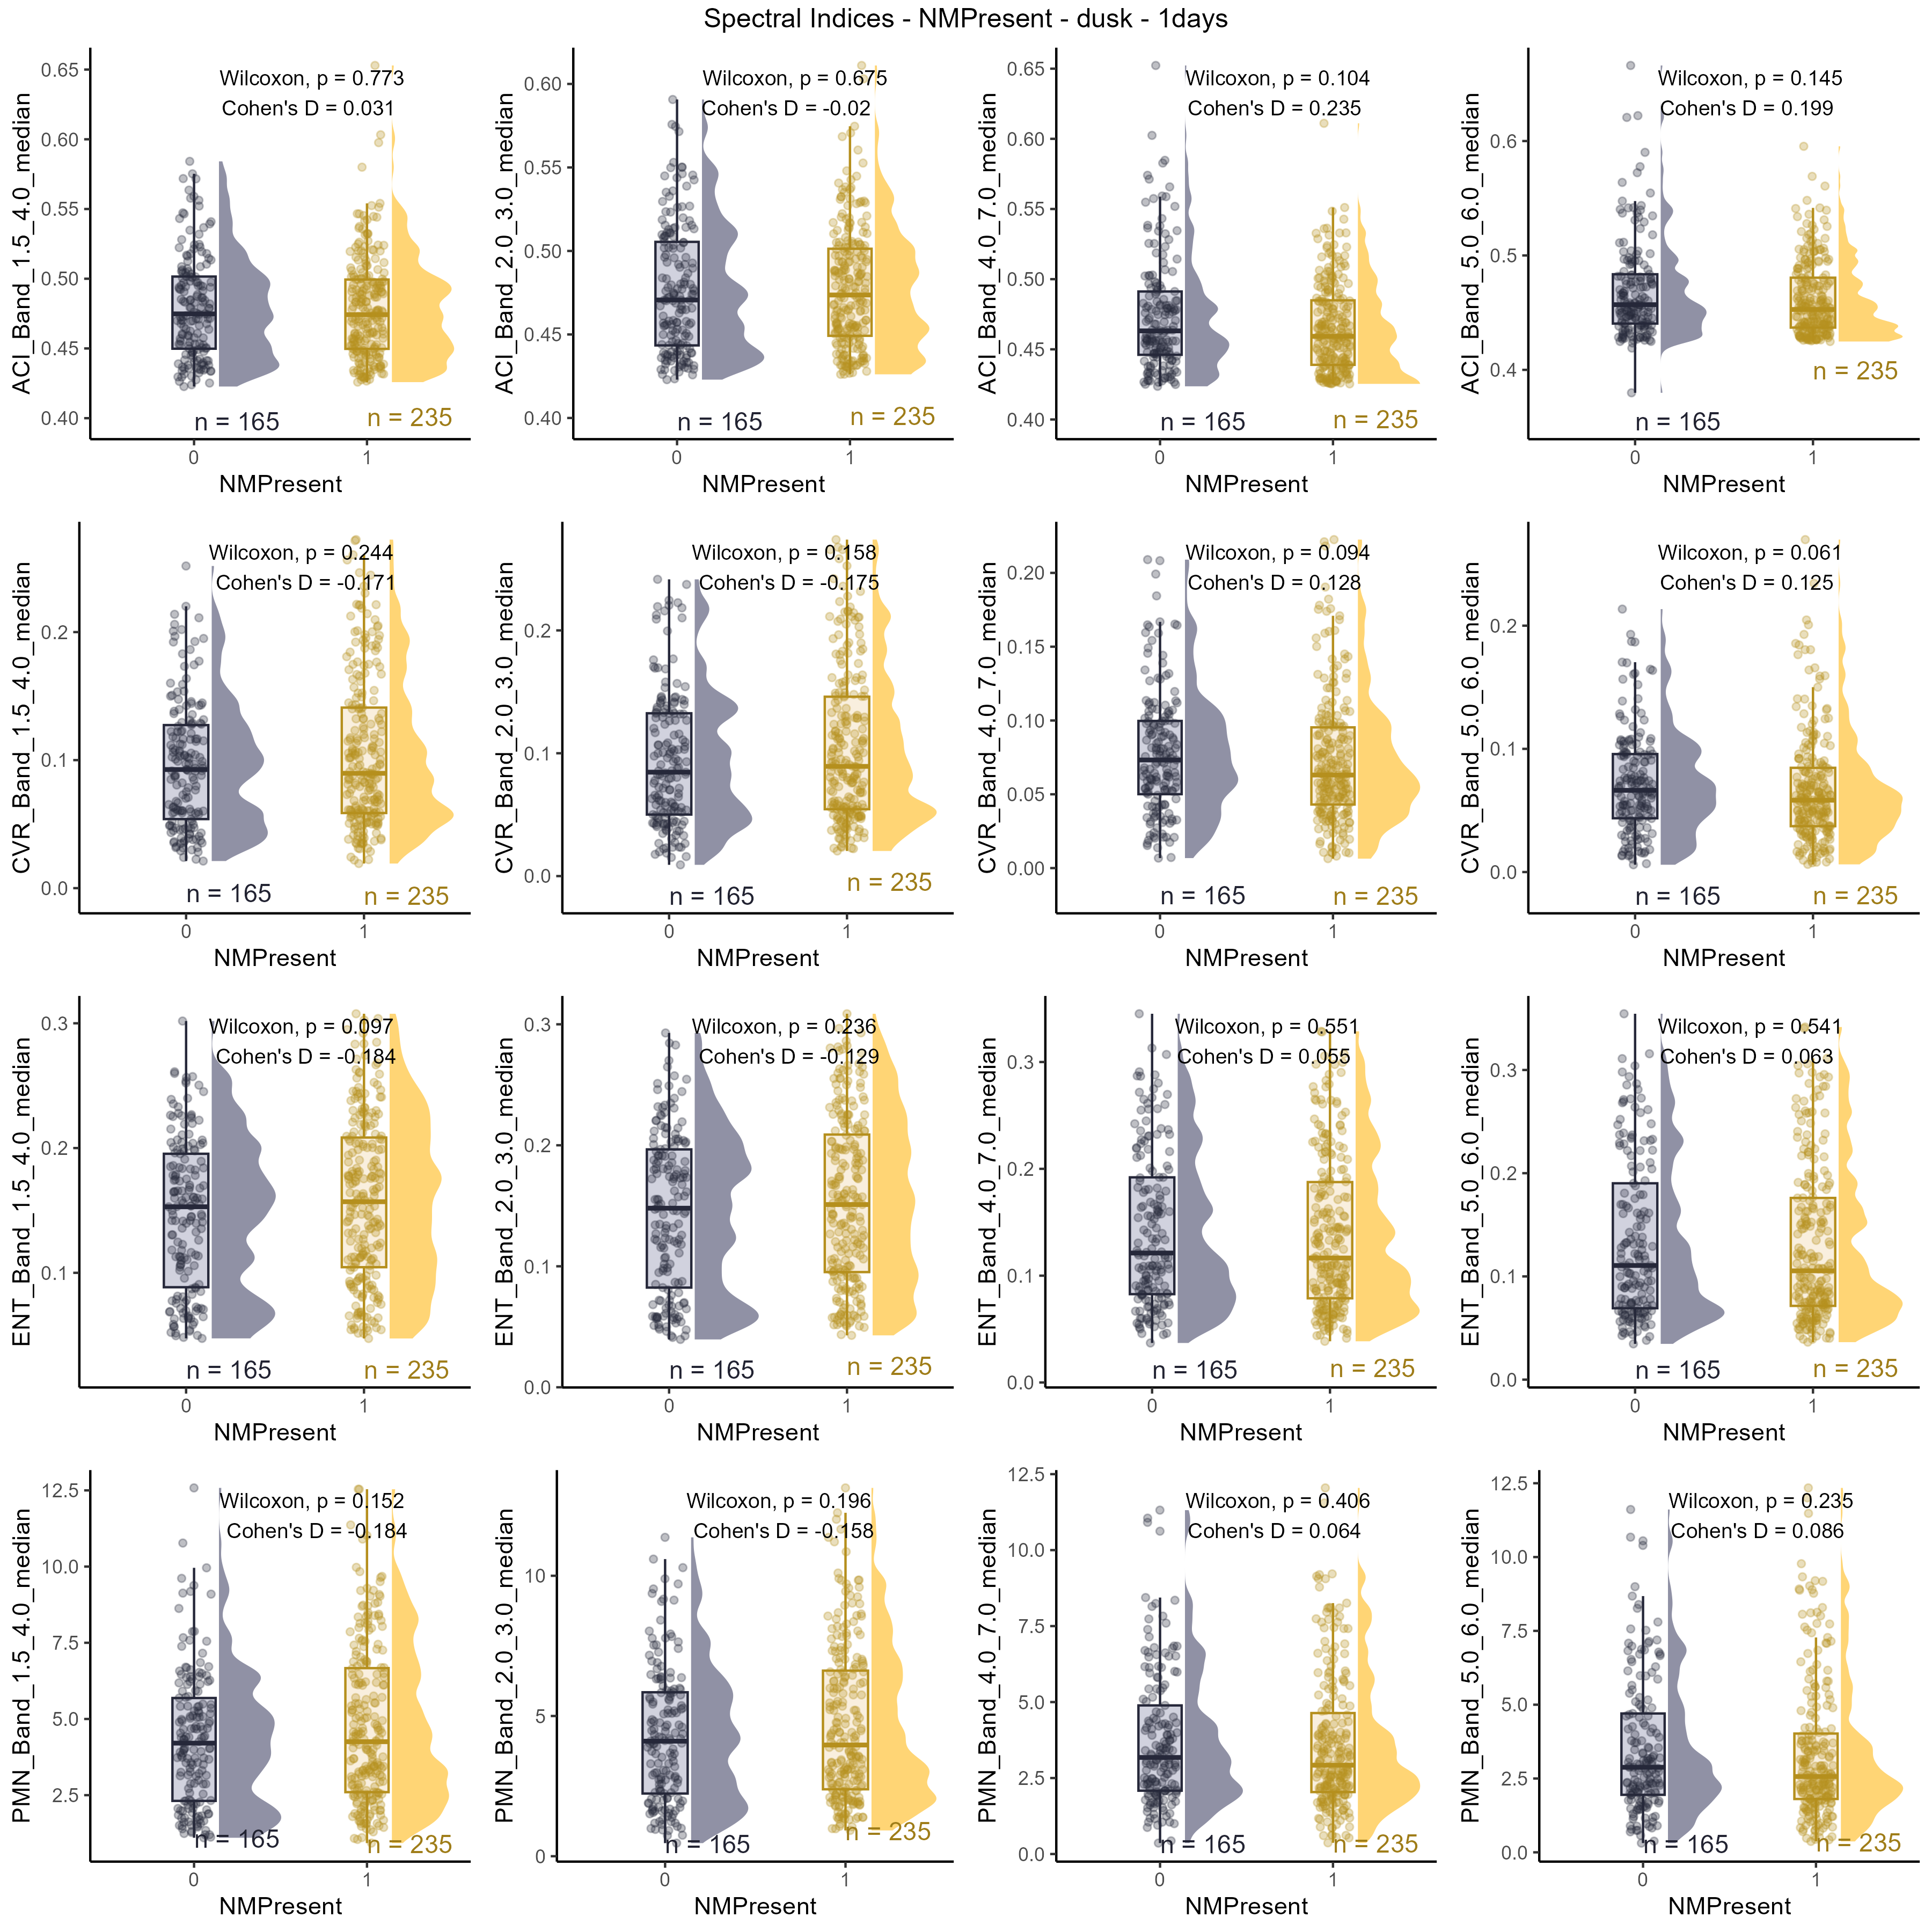 Spectral Indices - NMPresent - dusk - 1days
ACI_Band_1.5_4.0_median
0.65
0.60
0.55
0.50
0.45
0.40
Wilcoxon, p = 0.773
Cohen's D = 0.031
n = 165
n = 235
0
1
NMPresent
ACI_Band_2.0_3.0_median
0.60
0.55
0.50
0.45
0.40
Wilcoxon, p = 0.675
Cohen's D = -0.02
n = 165
n = 235
0
1
NMPresent
ACI_Band_4.0_7.0_median
0.65
0.60
0.55
0.50
0.45
0.40
Wilcoxon, p = 0.104
Cohen's D = 0.235
n = 165
n = 235
0
1
NMPresent
ACI_Band_5.0_6.0_median
0.6
0.5
0.4
Wilcoxon, p = 0.145
Cohen's D = 0.199
n = 165
n = 235
0
1
NMPresent
CVR_Band_1.5_4.0_median
0.2
0.1
0.0
Wilcoxon, p = 0.244
Cohen's D = -0.171
n = 165
n = 235
0
1
NMPresent
CVR_Band_2.0_3.0_median
0.2
0.1
0.0
Wilcoxon, p = 0.158
Cohen's D = -0.175
n = 165
n = 235
0
1
NMPresent
CVR_Band_4.0_7.0_median
0.20
0.15
0.10
0.05
0.00
Wilcoxon, p = 0.094
Cohen's D = 0.128
n = 165
n = 235
0
1
NMPresent
CVR_Band_5.0_6.0_median
0.2
0.1
0.0
Wilcoxon, p = 0.061
Cohen's D = 0.125
n = 165
n = 235
0
1
NMPresent
ENT_Band_1.5_4.0_median
0.3
0.2
0.1
Wilcoxon, p = 0.097
Cohen's D = -0.184
n = 165
n = 235
0
1
NMPresent
ENT_Band_2.0_3.0_median
0.3
0.2
0.1
0.0
Wilcoxon, p = 0.236
Cohen's D = -0.129
n = 165
n = 235
0
1
NMPresent
ENT_Band_4.0_7.0_median
0.3
0.2
0.1
0.0
Wilcoxon, p = 0.551
Cohen's D = 0.055
n = 165
n = 235
0
1
NMPresent
ENT_Band_5.0_6.0_median
0.3
0.2
0.1
0.0
Wilcoxon, p = 0.541
Cohen's D = 0.063
n = 165
n = 235
0
1
NMPresent
PMN_Band_1.5_4.0_median
12.5
10.0
7.5
5.0
2.5
Wilcoxon, p = 0.152
Cohen's D = -0.184
n = 165
n = 235
0
1
NMPresent
PMN_Band_2.0_3.0_median
10
5
0
Wilcoxon, p = 0.196
Cohen's D = -0.158
n = 165
n = 235
0
1
NMPresent
PMN_Band_4.0_7.0_median
12.5
10.0
7.5
5.0
2.5
0.0
Wilcoxon, p = 0.406
Cohen's D = 0.064
n = 165
n = 235
0
1
NMPresent
PMN_Band_5.0_6.0_median
12.5
10.0
7.5
5.0
2.5
0.0
Wilcoxon, p = 0.235
Cohen's D = 0.086
n = 165
n = 235
0
1
NMPresent